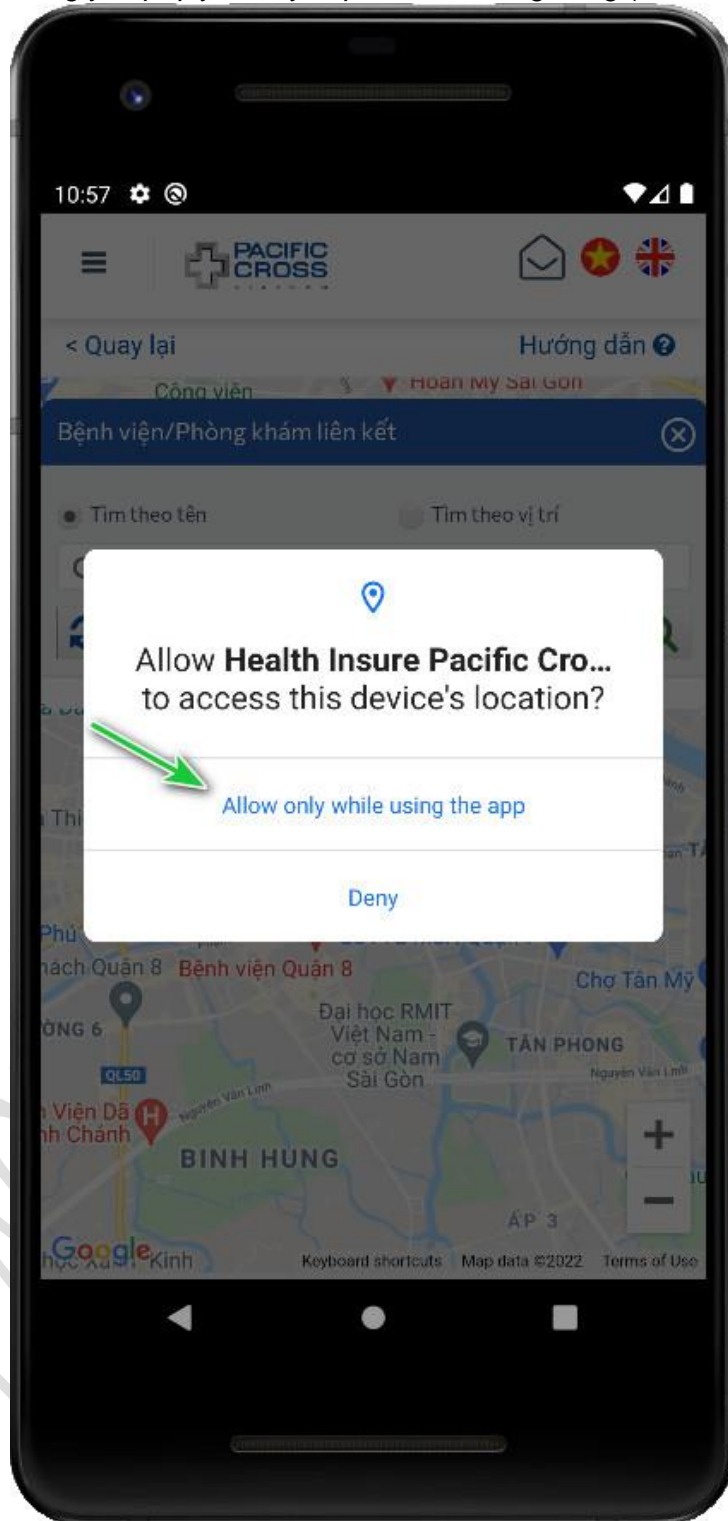 10:57
PACIFIC
CROSS
< Quay lại
Hướng dẫn
Công viên
Hoàn Mỹ Sài Gòn
Bệnh viện/Phòng khám liên kết
Tìm theo tên
Tìm theo vị trí
Allow Health Insure Pacific Cro...
to access this device's location?
Allow only while using the app
Deny
Bệnh viện Quận 8
Chợ Tân Mỹ
Đại học RMIT
Việt Nam -
cơ sở Nam
Sài Gòn
TÂN PHONG
QL50
Nguyễn Văn Linh
Nguyễn Văn Linh
BINH HUNG
ẤP 3
Google
Keyboard shortcuts
Map data ©2022
Terms of Use